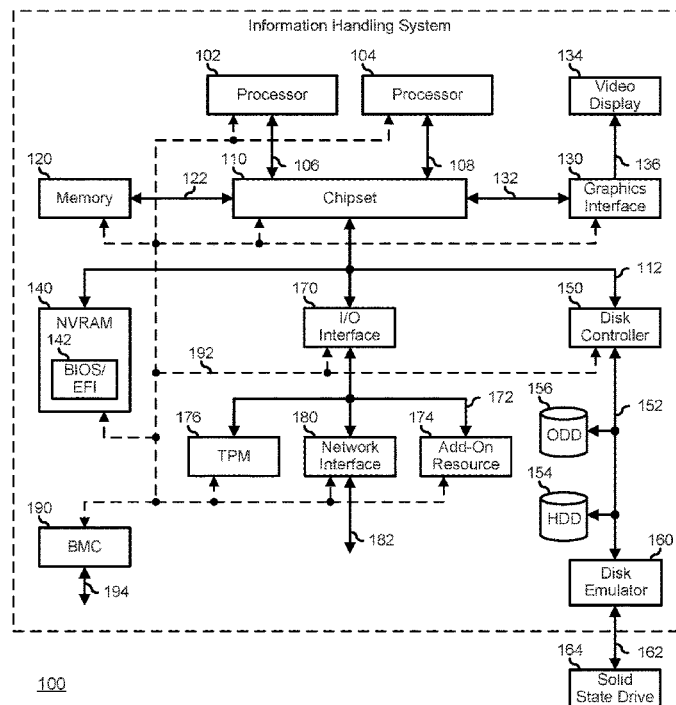 Information Handling System
102
104
134
Processor
Processor
Video
Display
120
110
106
108
130
136
122
132
Memory
Chipset
Graphics
Interface
112
140
170
150
NVRAM
I/O
Interface
Disk
Controller
142
BIOS/
EFI
192
172
156
152
176
180
174
ODD
TPM
Network
Interface
Add-On
Resource
154
190
HDD
BMC
182
160
194
Disk
Emulator
164
162
100
Solid
State Drive